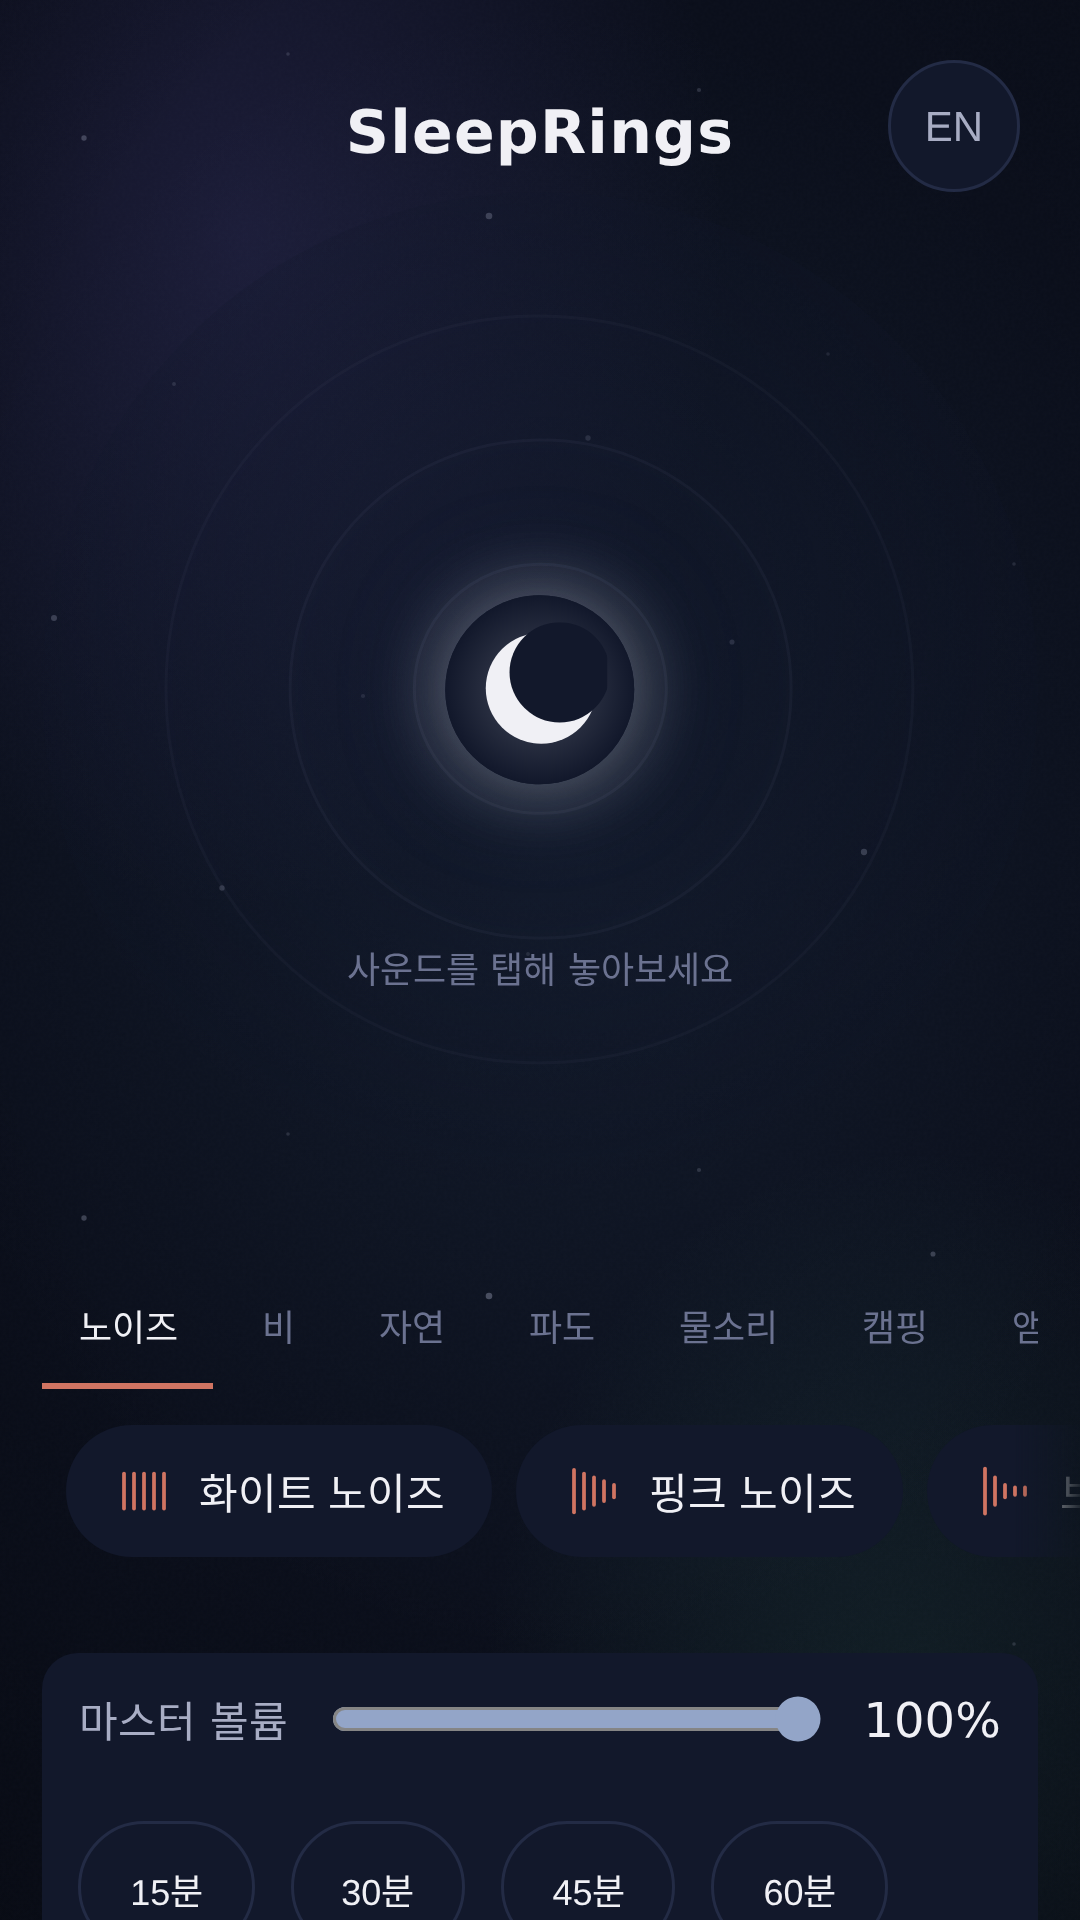 SleepRings
EN
사운드를 탭해 놓아보세요
노이즈 비 자연 파도 물소리 캠핑
화이트 노이즈 핑크 노이즈
마스터 볼륨 100%
15분 30분 45분 60분